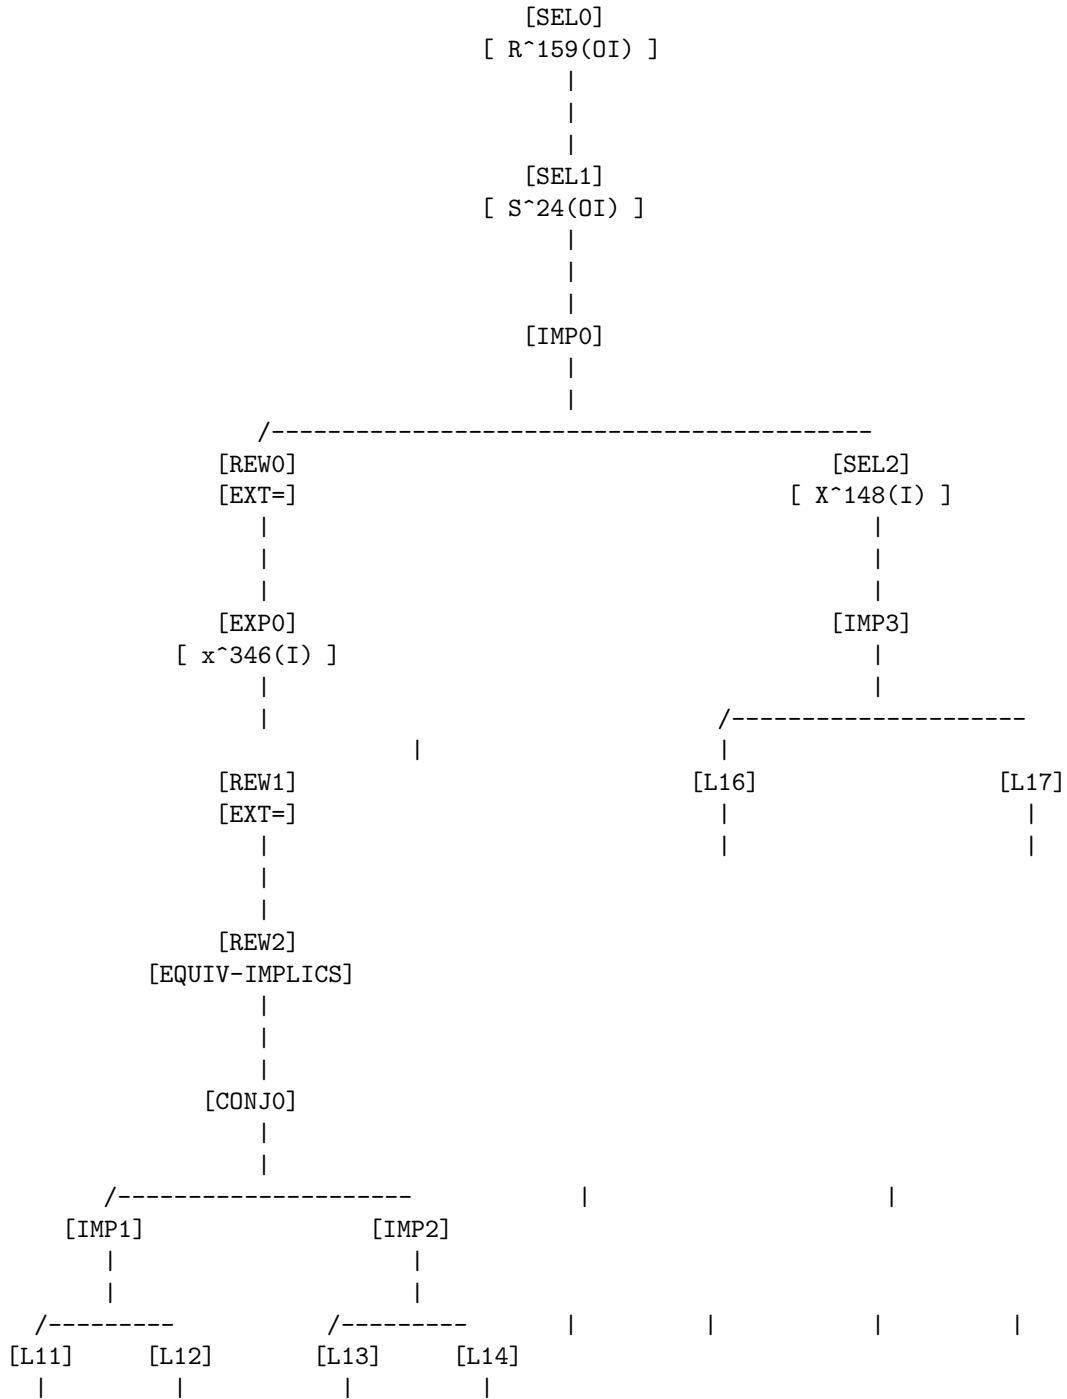 [SEL0]
[ R^159(OI) ]
|
|
|
[SEL1]
[ S^24(OI) ]
|
|
|
[IMP0]
|
|
/------------------------------------------
[REW0] [SEL2]
[EXT=] [ X^148(I) ]
| |
| |
| |
[EXP0] [IMP3]
[ x^346(I) ] |
| |
| /---------------------
| |
[REW1] [L16] [L17]
[EXT=] | |
| | |
|
|
[REW2]
[EQUIV-IMPLICS]
|
|
|
[CONJ0]
|
|
/--------------------- | |
[IMP1] [IMP2]
| |
| |
/--------- /--------- | | | |
[L11] [L12] [L13] [L14]
| | | |